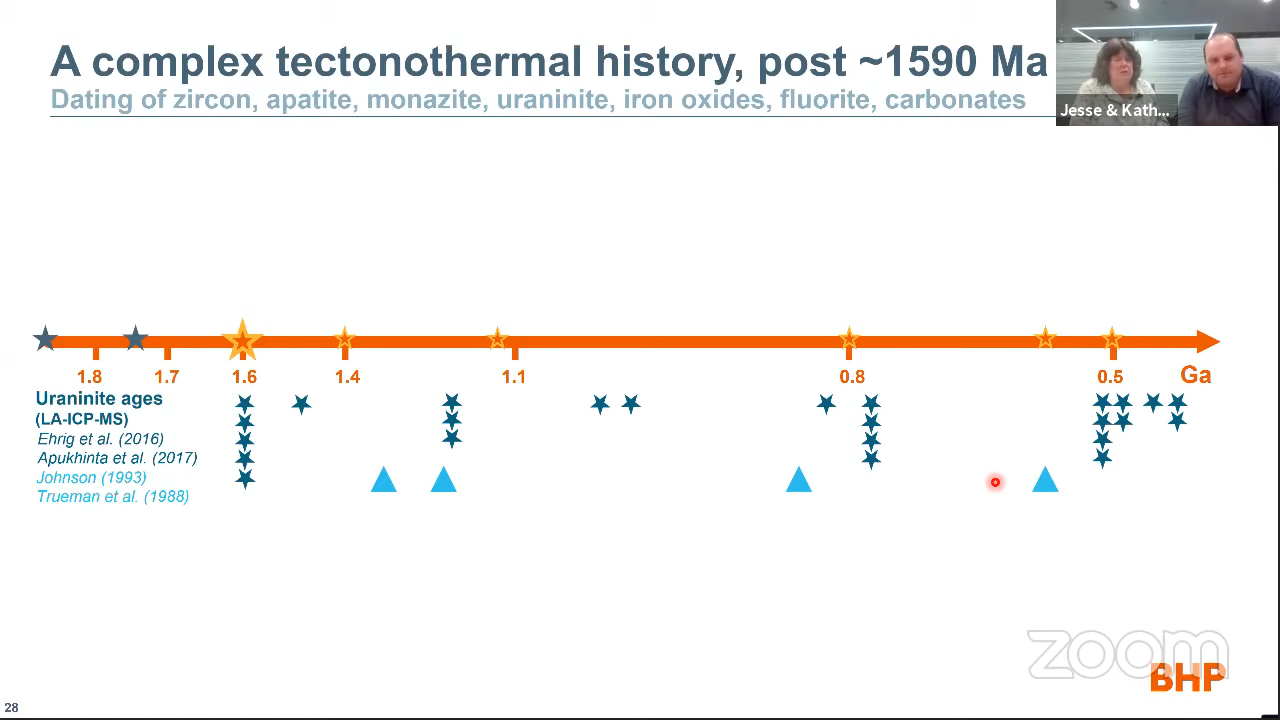 A complex tectonothermal history, post ~1590 Ma
Dating of zircon, apatite, monazite, uraninite, iron oxides, fluorite, carbonates
Jesse & Kath...
1.8 1.7 1.6 1.4 1.1 0.8 0.5 Ga
Uraninite ages
(LA-ICP-MS)
Ehrig et al. (2016)
Apukhinta et al. (2017)
Johnson (1993)
Trueman et al. (1988)
zoom
BHP
28